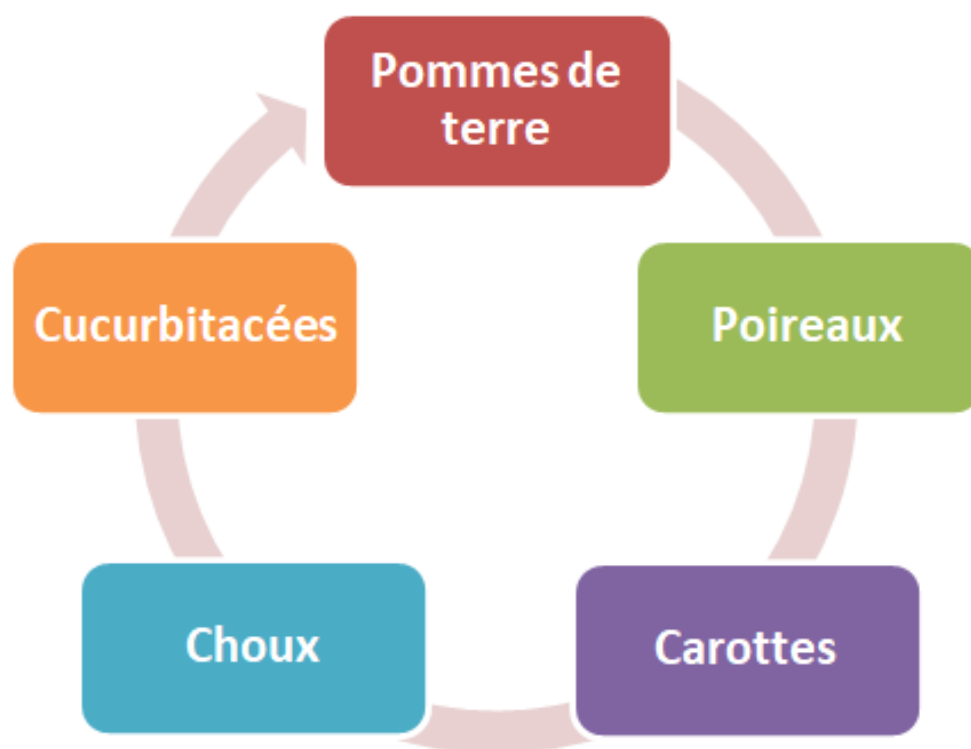 Pommes de
terre
Poireaux
Carottes
Choux
Cucurbitacées